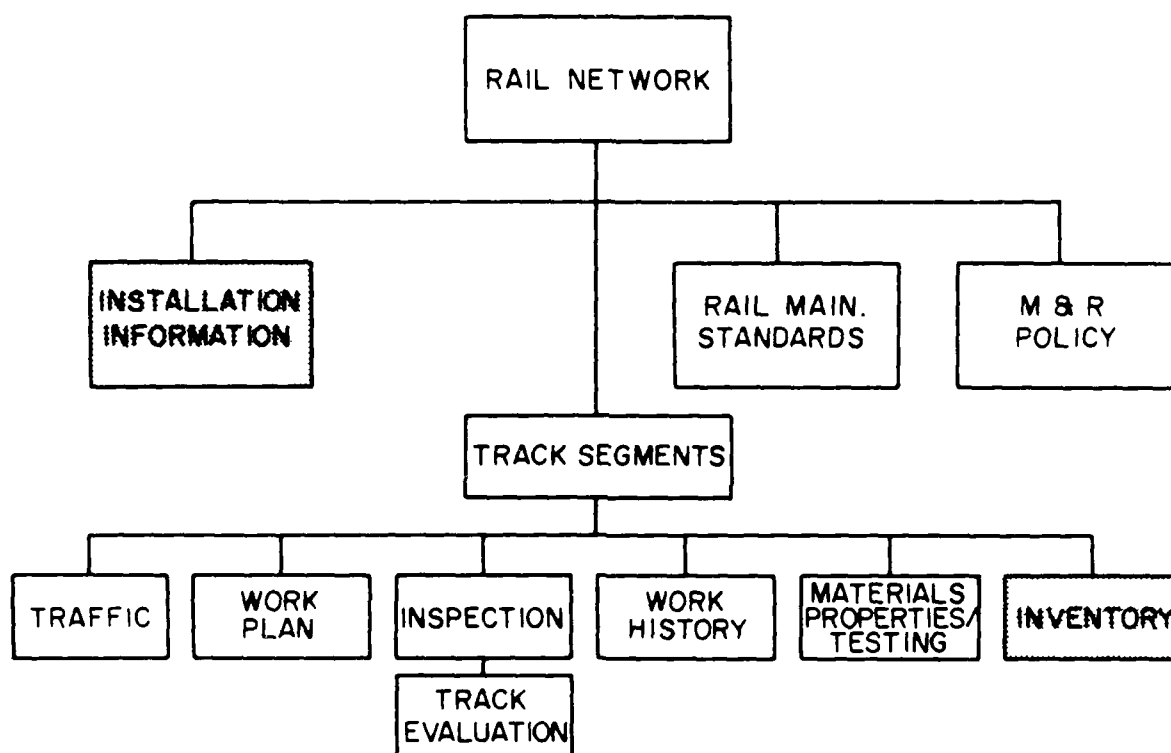 RAIL NETWORK
INSTALLATION
INFORMATION
RAIL MAIN.
STANDARDS
M & R
POLICY
TRACK SEGMENTS
TRAFFIC
WORK
PLAN
INSPECTION
WORK
HISTORY
MATERIALS
PROPERTIES/
TESTING
INVENTORY
TRACK
EVALUATION